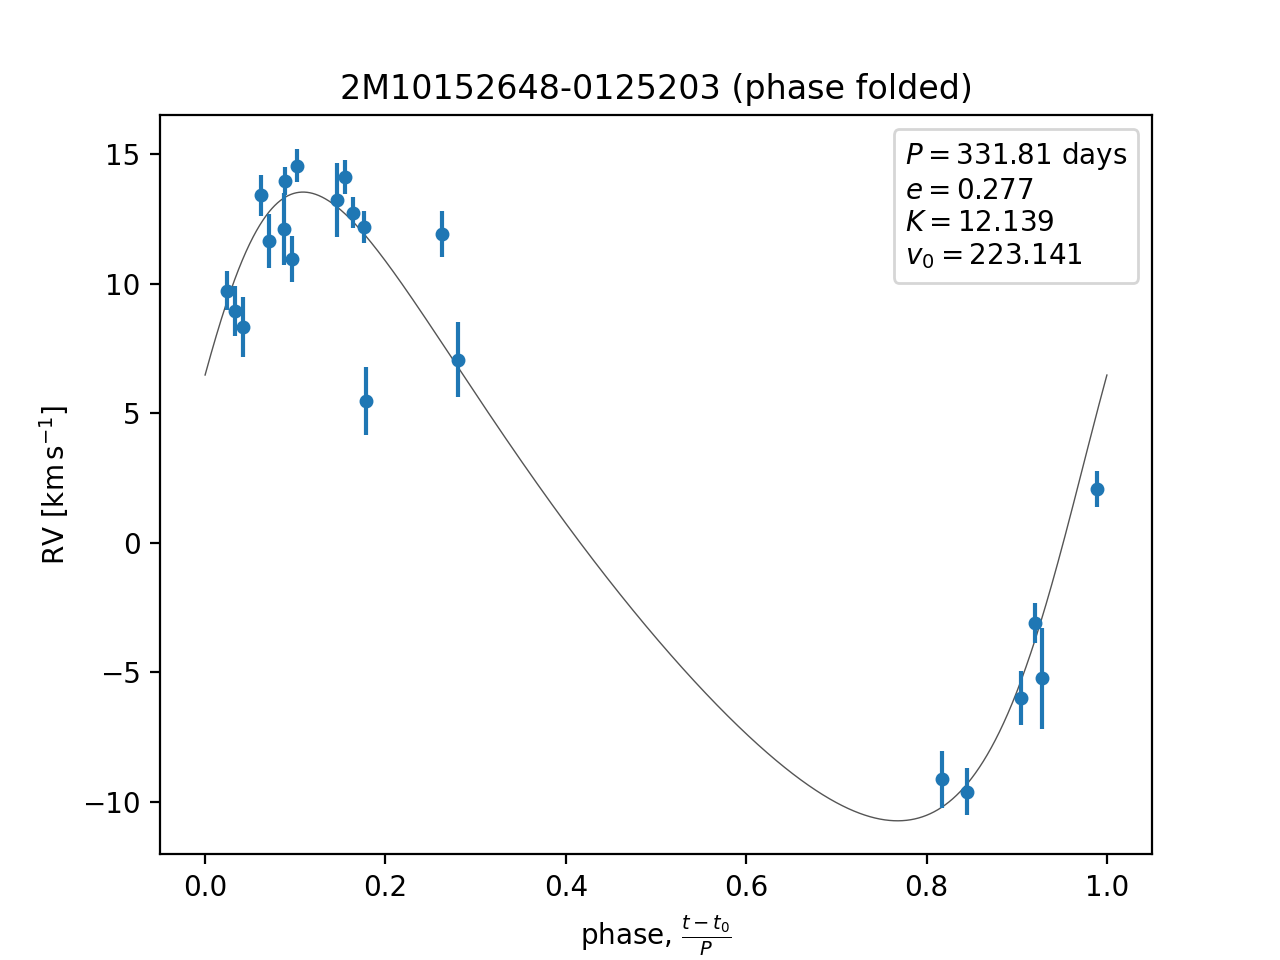 2M10152648-0125203 (phase folded)
P = 331.81 days
e = 0.277
K = 12.139
v₀ = 223.141
15
10
5
0
−5
−10
RV [km s⁻¹]
0.0 0.2 0.4 0.6 0.8 1.0
phase, (t − t₀)/P